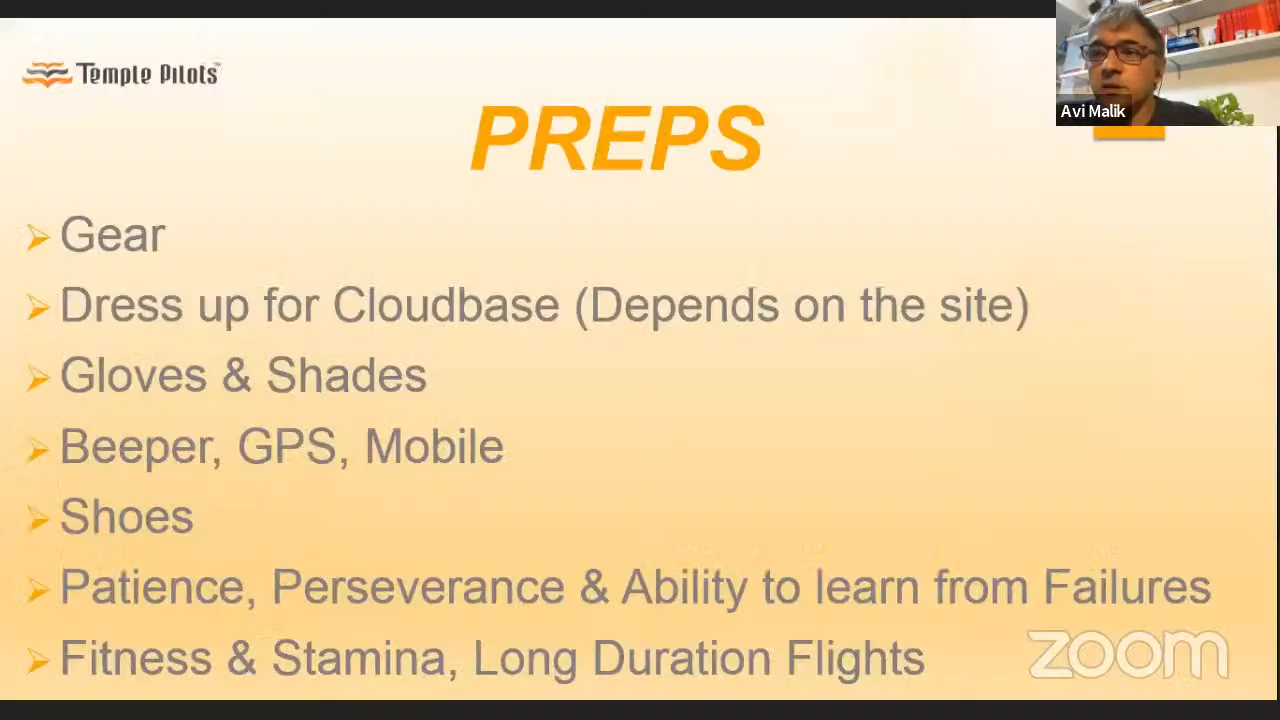 Temple Pilots™
Avi Malik
PREPS
Gear
Dress up for Cloudbase (Depends on the site)
Gloves & Shades
Beeper, GPS, Mobile
Shoes
Patience, Perseverance & Ability to learn from Failures
Fitness & Stamina, Long Duration Flights
zoom